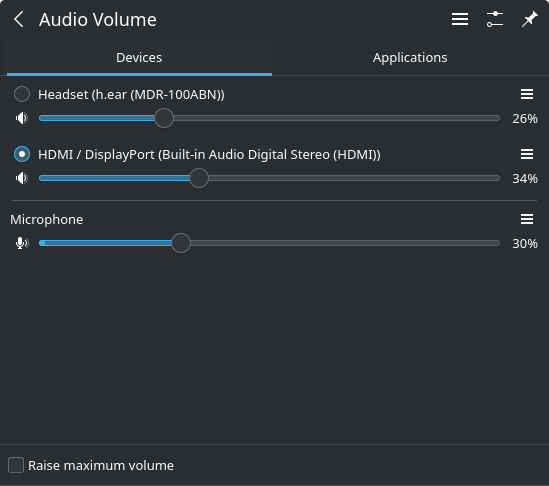 Audio Volume
Devices Applications
Headset (h.ear (MDR-100ABN))
26%
HDMI / DisplayPort (Built-in Audio Digital Stereo (HDMI))
34%
Microphone
30%
Raise maximum volume